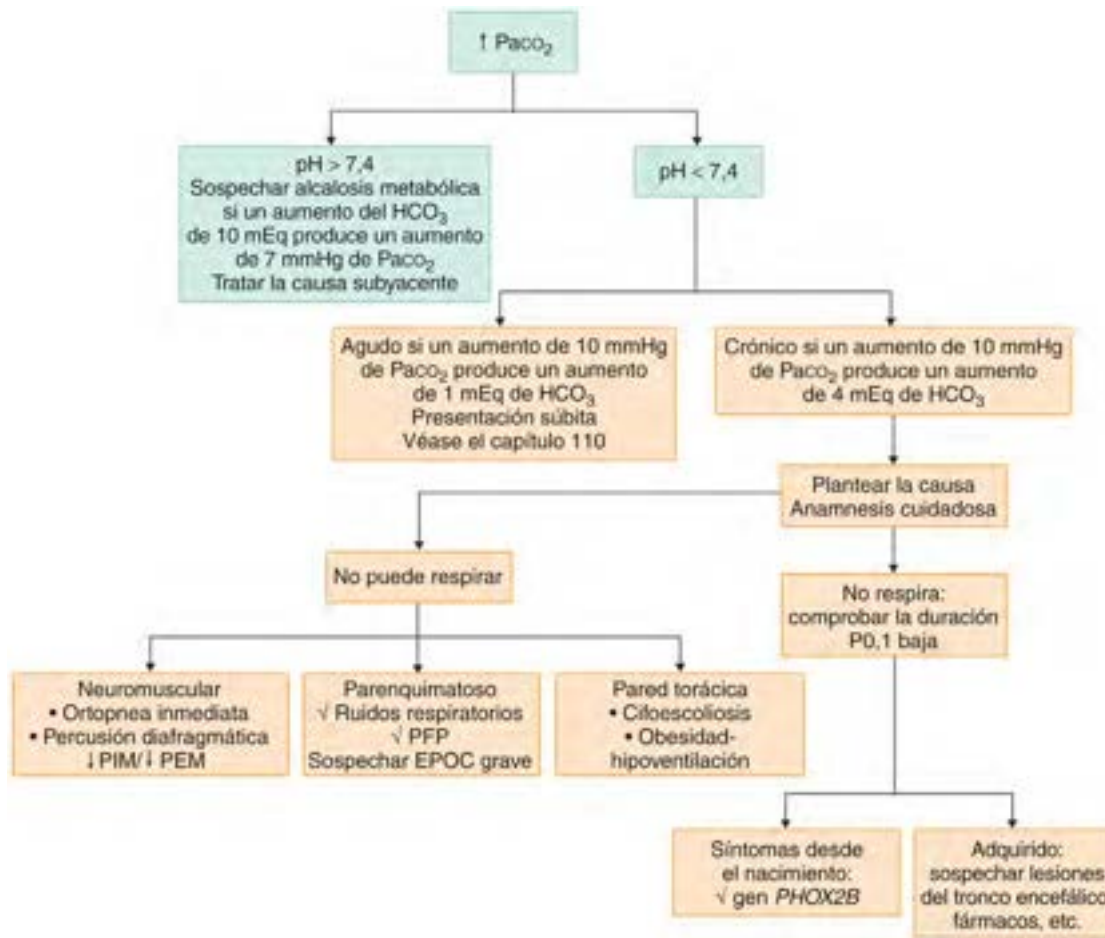 ↑ PaCO₂
pH > 7,4
Sospechar alcalosis metabólica
si un aumento del HCO₃
de 10 mEq produce un aumento
de 7 mmHg de PaCO₂
Tratar la causa subyacente
pH < 7,4
Agudo si un aumento de 10 mmHg
de PaCO₂ produce un aumento
de 1 mEq de HCO₃
Presentación súbita
Véase el capítulo 110
Crónico si un aumento de 10 mmHg
de PaCO₂ produce un aumento
de 4 mEq de HCO₃
Plantear la causa
Anamnesis cuidadosa
No puede respirar
No respira:
comprobar la duración
P0,1 baja
Neuromuscular
• Ortopnea inmediata
• Percusión diafragmática
↓PIM/↓ PEM
Parenquimatoso
√ Ruidos respiratorios
√ PFP
Sospechar EPOC grave
Pared torácica
• Cifoescoliosis
• Obesidad-
hipoventilación
Síntomas desde
el nacimiento:
√ gen PHOX2B
Adquirido:
sospechar lesiones
del tronco encefálico,
fármacos, etc.